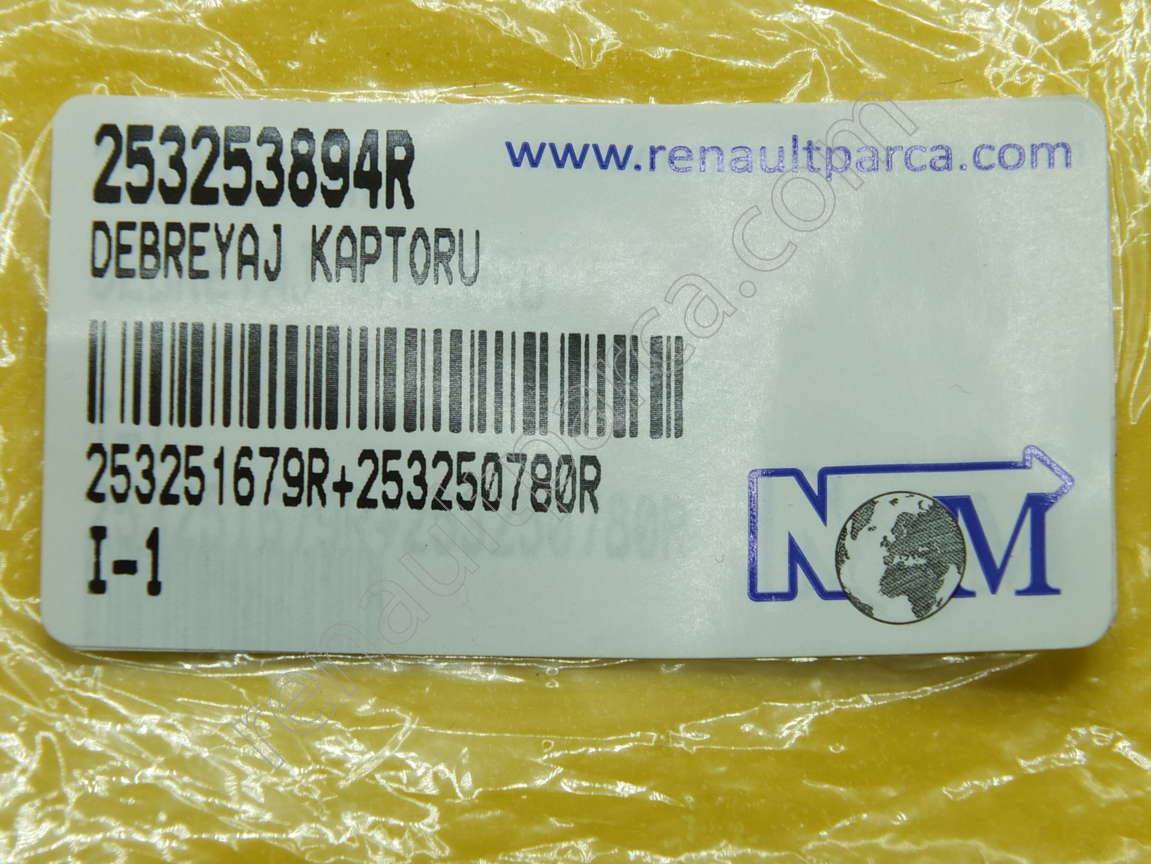 253253894R
www.renaultparca.com
DEBREYAJ KAPTORU
253251679R+253250780R
I-1
NOM
renaultparca.com